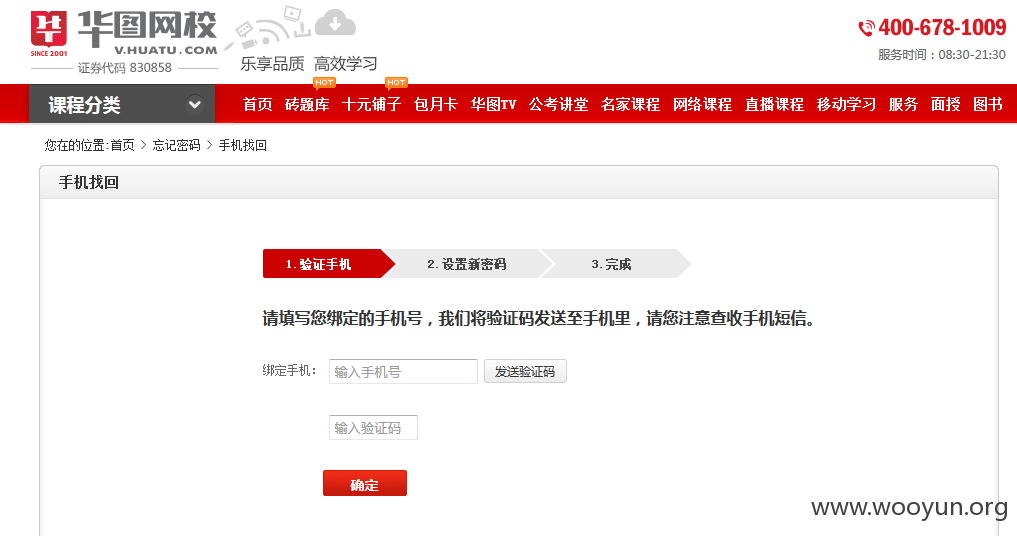 华图网校
SINCE 2001
V.HUATU.COM
证券代码 830858
乐享品质 高效学习
400-678-1009
服务时间：08:30-21:30
HOT HOT
课程分类 首页 砖题库 十元铺子 包月卡 华图TV 公考讲堂 名家课程 网络课程 直播课程 移动学习 服务 面授 图书
您在的位置:首页 > 忘记密码 > 手机找回
手机找回
1.验证手机 2.设置新密码 3.完成
请填写您绑定的手机号，我们将验证码发送至手机里，请您注意查收手机短信。
绑定手机： 输入手机号 发送验证码
输入验证码
确定
www.wooyun.org